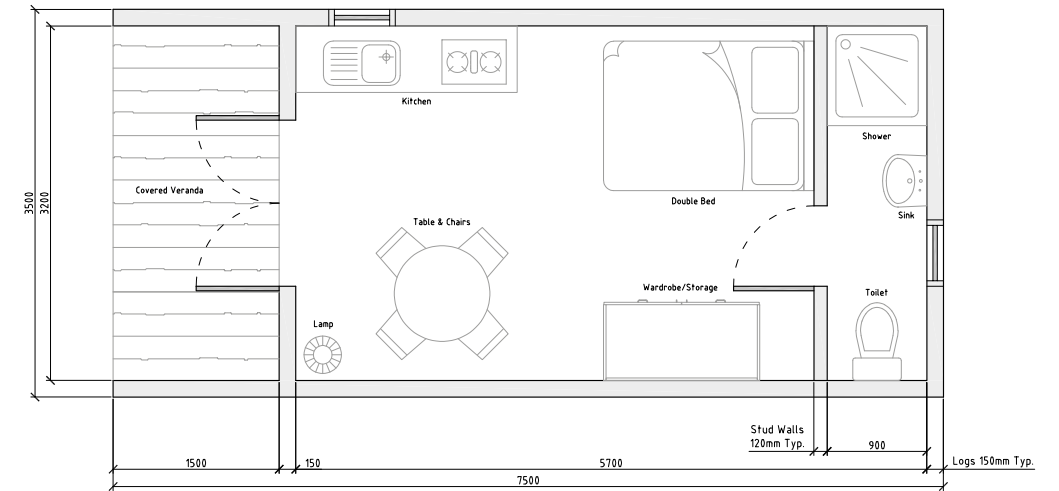 Kitchen
Shower
Covered Veranda
Double Bed
Sink
3500
3200
Table & Chairs
Wardrobe/Storage
Toilet
Lamp
Stud Walls
120mm Typ.
900
1500
150
5700
Logs 150mm Typ.
7500